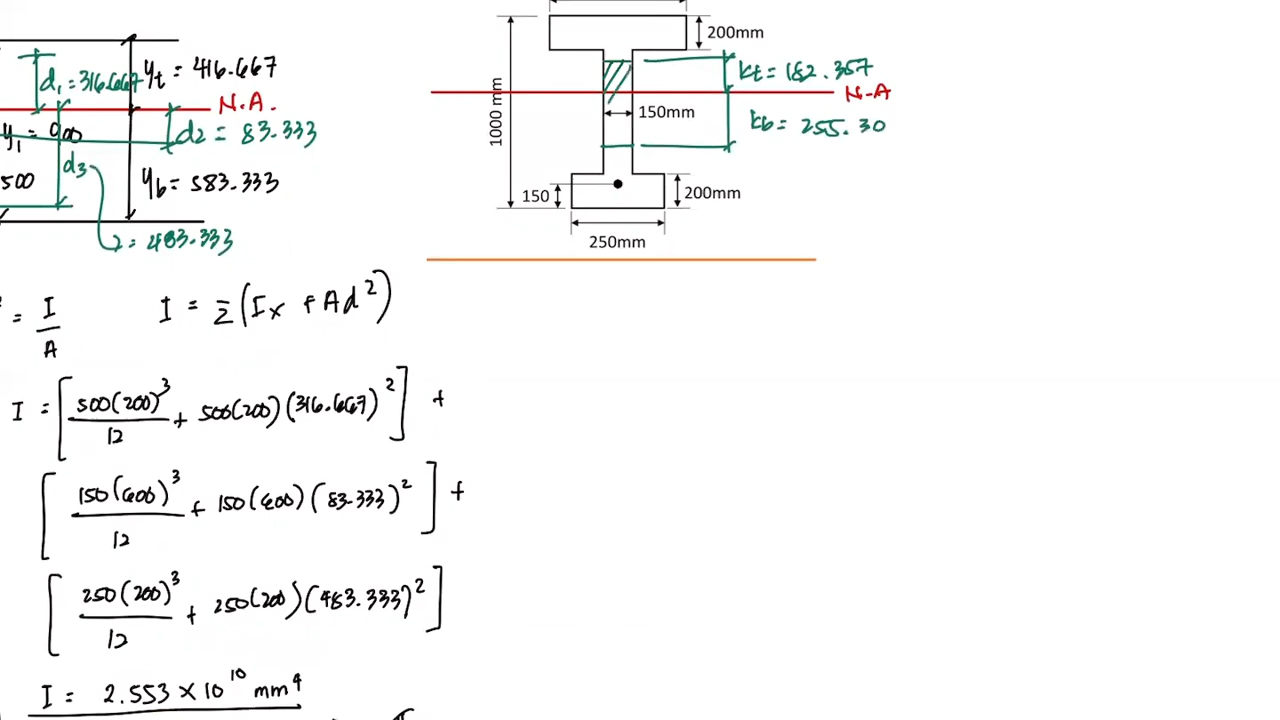 200mm
d₁ = 316.667
yt = 416.667
kt = 182.357
N.A.
N-A
1000 mm
150mm
y₁ = 900
d2 = 83.333
kb = 255.30
d3
500
yb = 583.333
150
200mm
2 = 483.333
250mm
= I/A
I = Σ(Ix + Ad²)
I = [500(200)³/12 + 500(200)(316.667)²] +
[150(600)³/12 + 150(600)(83.333)²] +
[250(200)³/12 + 250(200)(483.333)²]
I = 2.553 × 10¹⁰ mm⁴